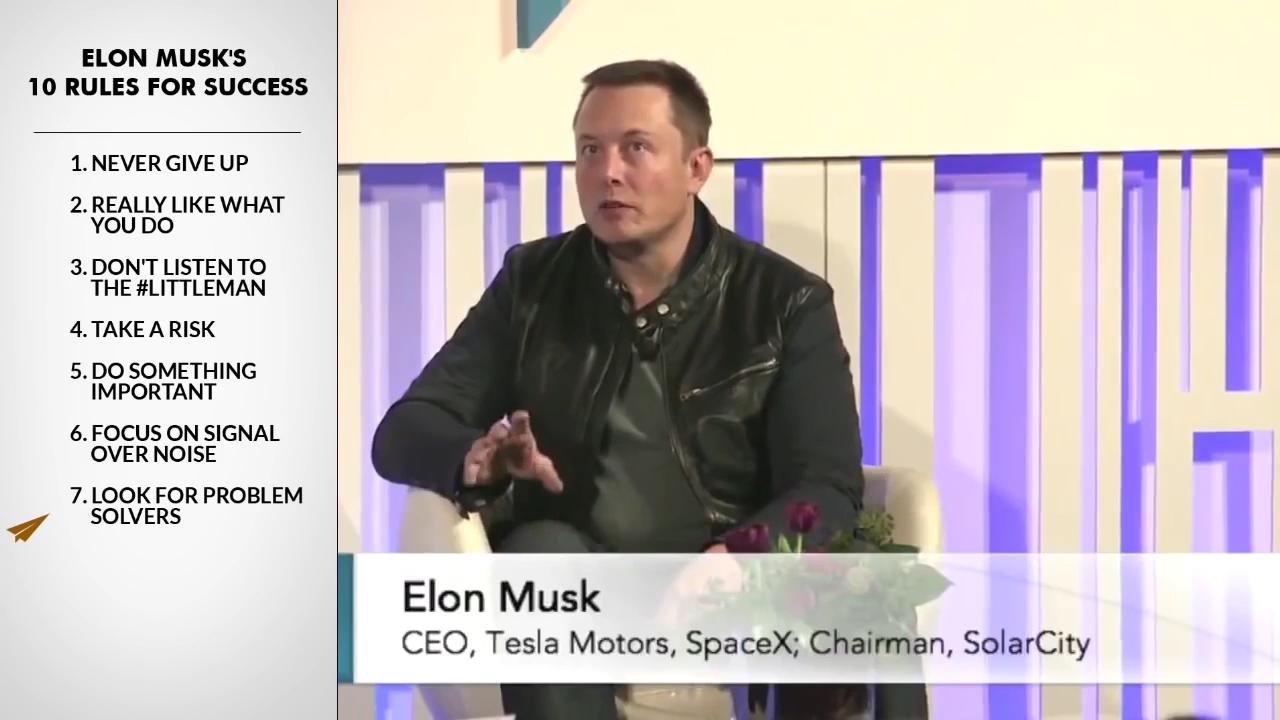 ELON MUSK'S
10 RULES FOR SUCCESS
1. NEVER GIVE UP
2. REALLY LIKE WHAT
YOU DO
3. DON'T LISTEN TO
THE #LITTLEMAN
4. TAKE A RISK
5. DO SOMETHING
IMPORTANT
6. FOCUS ON SIGNAL
OVER NOISE
7. LOOK FOR PROBLEM
SOLVERS
Elon Musk
CEO, Tesla Motors, SpaceX; Chairman, SolarCity